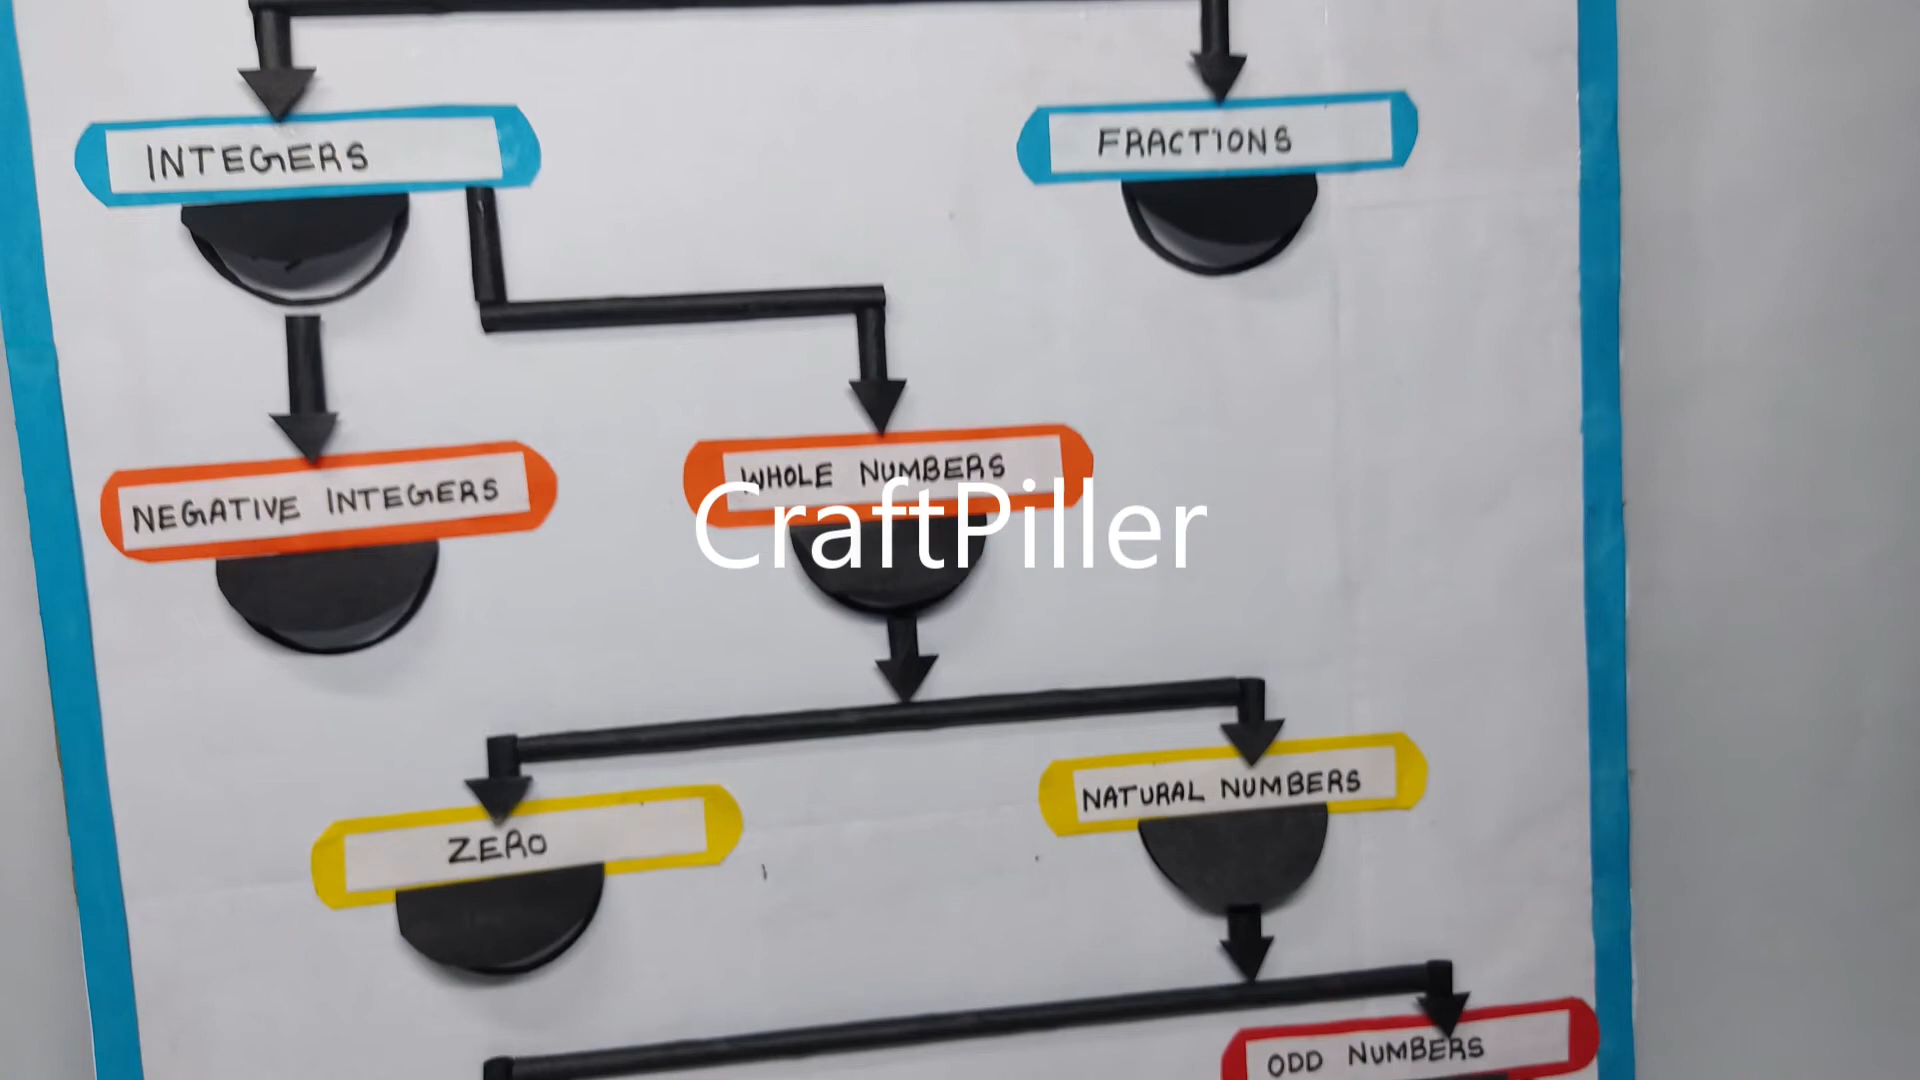 INTEGERS
FRACTIONS
NEGATIVE INTEGERS
WHOLE NUMBERS
CraftPiller
ZERO
NATURAL NUMBERS
ODD NUMBERS